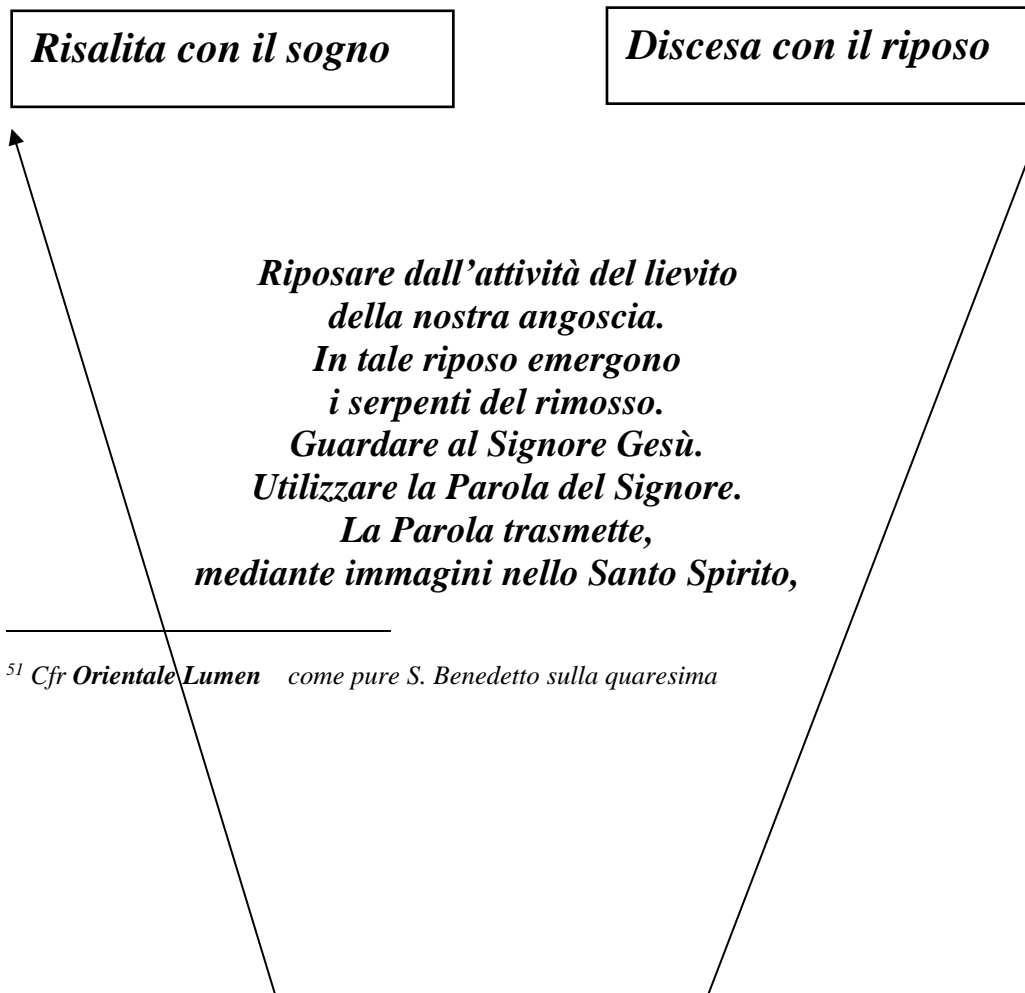 Risalita con il sogno
Discesa con il riposo
Riposare dall’attività del lievito
della nostra angoscia.
In tale riposo emergono
i serpenti del rimosso.
Guardare al Signore Gesù.
Utilizzare la Parola del Signore.
La Parola trasmette,
mediante immagini nello Santo Spirito,
51 Cfr Orientale Lumen come pure S. Benedetto sulla quaresima